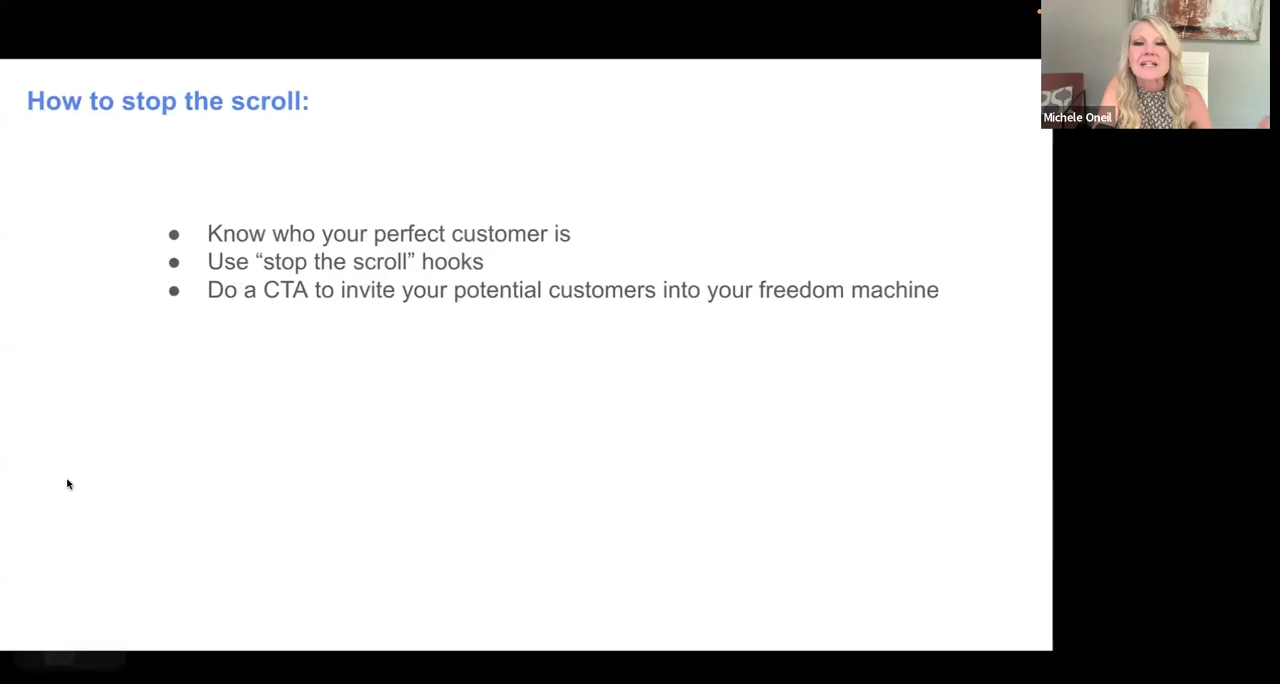 How to stop the scroll:
● Know who your perfect customer is
● Use “stop the scroll” hooks
● Do a CTA to invite your potential customers into your freedom machine
Michele Oneil